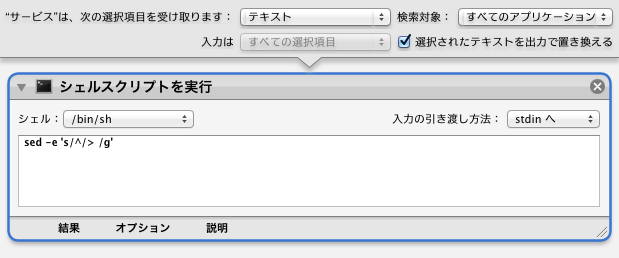 "サービス"は、次の選択項目を受け取ります： テキスト 検索対象： すべてのアプリケーション
入力は すべての選択項目 選択されたテキストを出力で置き換える
シェルスクリプトを実行
シェル： /bin/sh 入力の引き渡し方法： stdin へ
sed -e 's/^/> /g'
結果 オプション 説明